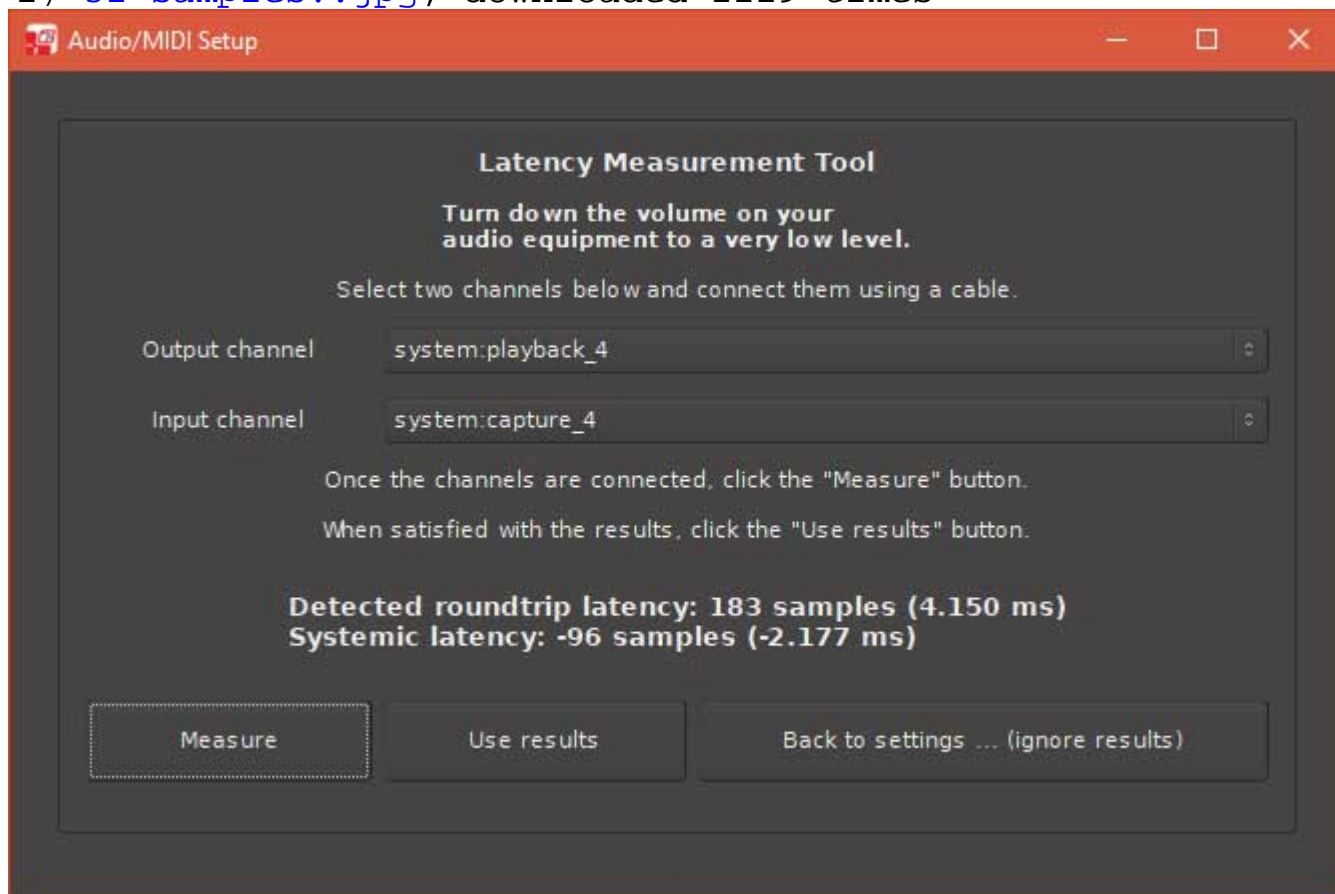 Audio/MIDI Setup
Latency Measurement Tool
Turn down the volume on your
audio equipment to a very low level.
Select two channels below and connect them using a cable.
Output channel system:playback_4
Input channel system:capture_4
Once the channels are connected, click the "Measure" button.
When satisfied with the results, click the "Use results" button.
Detected roundtrip latency: 183 samples (4.150 ms)
Systemic latency: -96 samples (-2.177 ms)
Measure Use results Back to settings ... (ignore results)